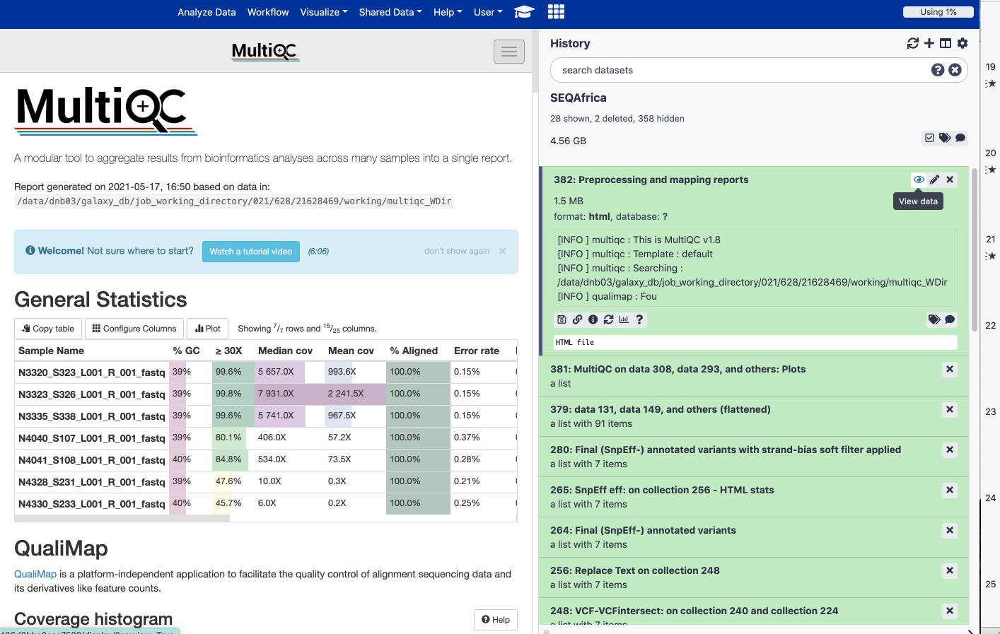 Analyze Data Workflow Visualize Shared Data Help User Using 1%
MultiQC
MultiQC
A modular tool to aggregate results from bioinformatics analyses across many samples into a single report.
Report generated on 2021-05-17, 16:50 based on data in:
/data/dnb03/galaxy_db/job_working_directory/021/628/21628469/working/multiqc_WDir
Welcome! Not sure where to start? Watch a tutorial video (6:06) don't show again
General Statistics
Copy table Configure Columns Plot Showing 7/7 rows and 15/25 columns.
Sample Name % GC ≥ 30X Median cov Mean cov % Aligned Error rate
N3320_S323_L001_R_001_fastq 39% 99.6% 5 657.0X 993.6X 100.0% 0.15%
N3323_S326_L001_R_001_fastq 39% 99.8% 7 931.0X 2 241.5X 100.0% 0.15%
N3335_S338_L001_R_001_fastq 39% 99.6% 5 741.0X 967.5X 100.0% 0.15%
N4040_S107_L001_R_001_fastq 39% 80.1% 406.0X 57.2X 100.0% 0.37%
N4041_S108_L001_R_001_fastq 40% 84.8% 534.0X 73.5X 100.0% 0.28%
N4328_S231_L001_R_001_fastq 39% 47.6% 10.0X 0.3X 100.0% 0.21%
N4330_S233_L001_R_001_fastq 40% 45.7% 6.0X 0.2X 100.0% 0.25%
QualiMap
QualiMap is a platform-independent application to facilitate the quality control of alignment sequencing data and
its derivatives like feature counts.
Coverage histogram Help
History
search datasets
SEQAfrica
28 shown, 2 deleted, 358 hidden
4.56 GB
382: Preprocessing and mapping reports
View data
1.5 MB
format: html, database: ?
[INFO ] multiqc : This is MultiQC v1.8
[INFO ] multiqc : Template : default
[INFO ] multiqc : Searching :
/data/dnb03/galaxy_db/job_working_directory/021/628/21628469/working/multiqc_WDir
[INFO ] qualimap : Fou
HTML file
381: MultiQC on data 308, data 293, and others: Plots
a list
379: data 131, data 149, and others (flattened)
a list with 91 items
280: Final (SnpEff-) annotated variants with strand-bias soft filter applied
a list with 7 items
265: SnpEff eff: on collection 256 - HTML stats
a list with 7 items
264: Final (SnpEff-) annotated variants
a list with 7 items
256: Replace Text on collection 248
a list with 7 items
248: VCF-VCFintersect: on collection 240 and collection 224
a list with 7 items
19
20
21
22
23
24
25